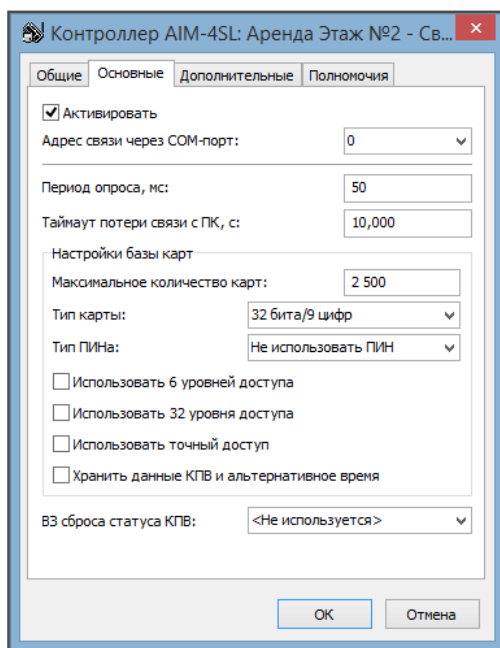 Контроллер AIM-4SL: Аренда Этаж №2 - Св...
Общие Основные Дополнительные Полномочия
Активировать
Адрес связи через COM-порт: 0
Период опроса, мс: 50
Таймаут потери связи с ПК, с: 10,000
Настройки базы карт
Максимальное количество карт: 2 500
Тип карты: 32 бита/9 цифр
Тип ПИНа: Не использовать ПИН
Использовать 6 уровней доступа
Использовать 32 уровня доступа
Использовать точный доступ
Хранить данные КПВ и альтернативное время
ВЗ сброса статуса КПВ: <Не используется>
ОК Отмена